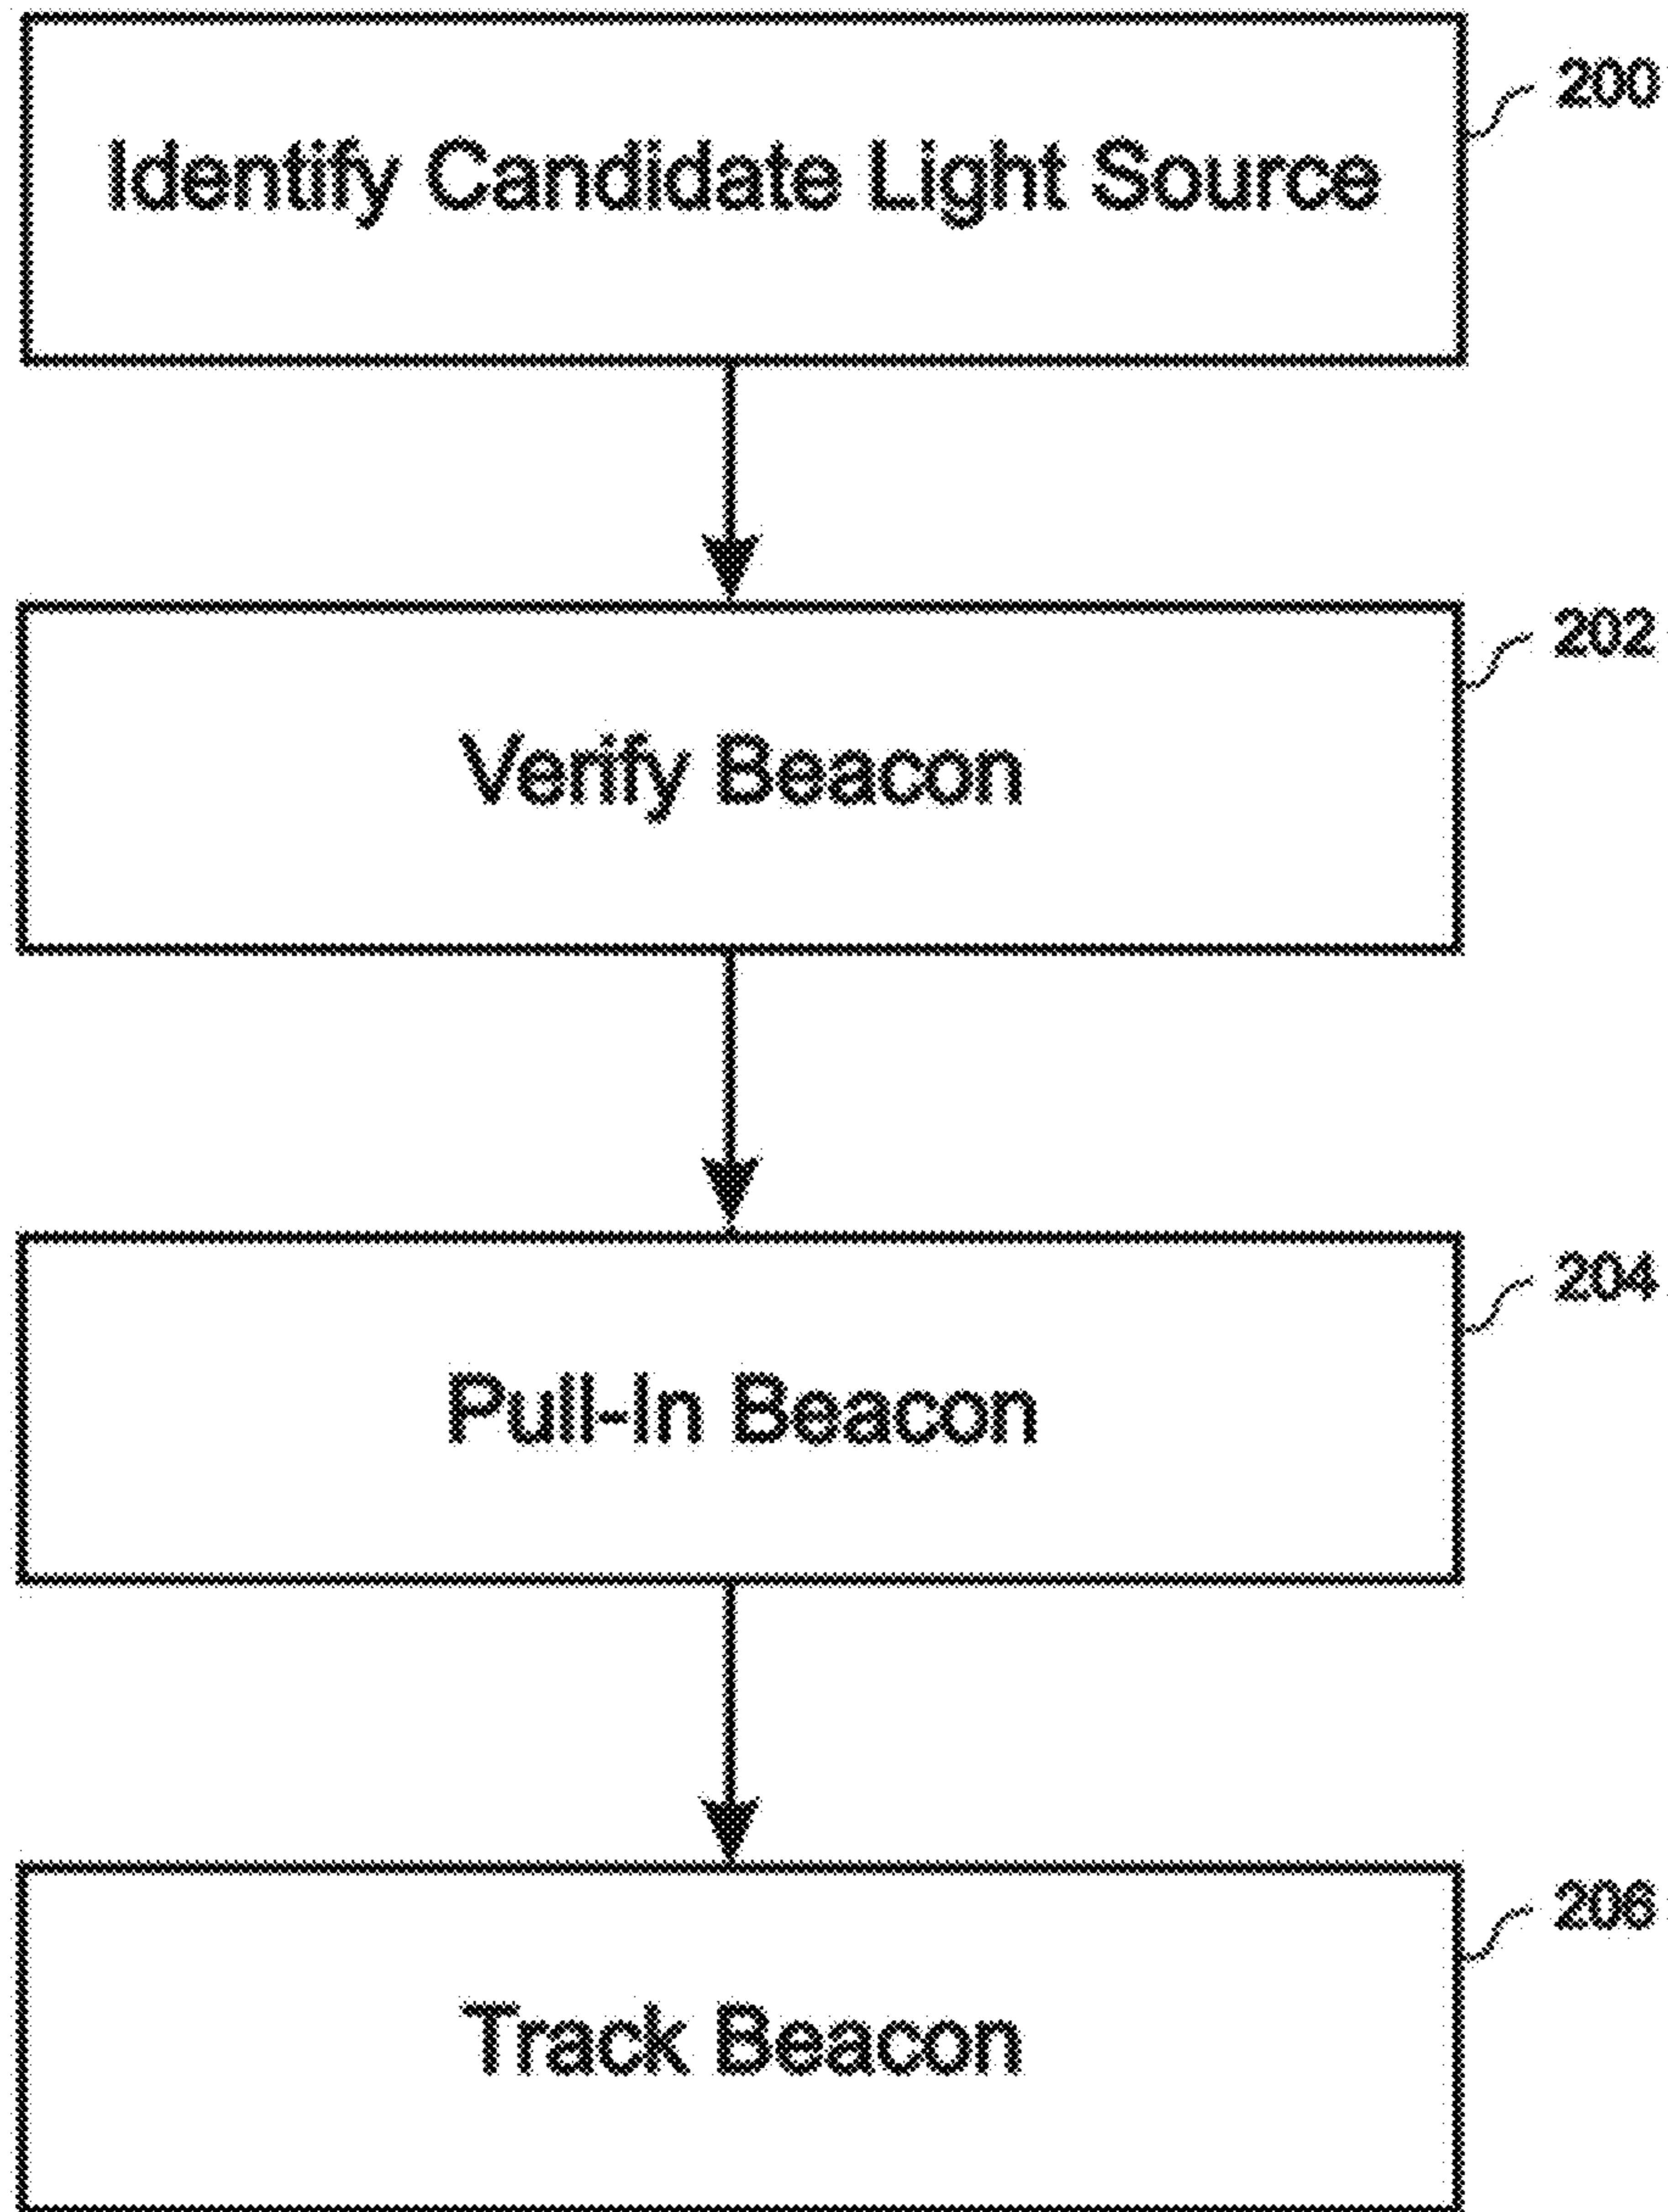 200
Identify Candidate Light Source
202
Verify Beacon
204
Pull-In Beacon
206
Track Beacon